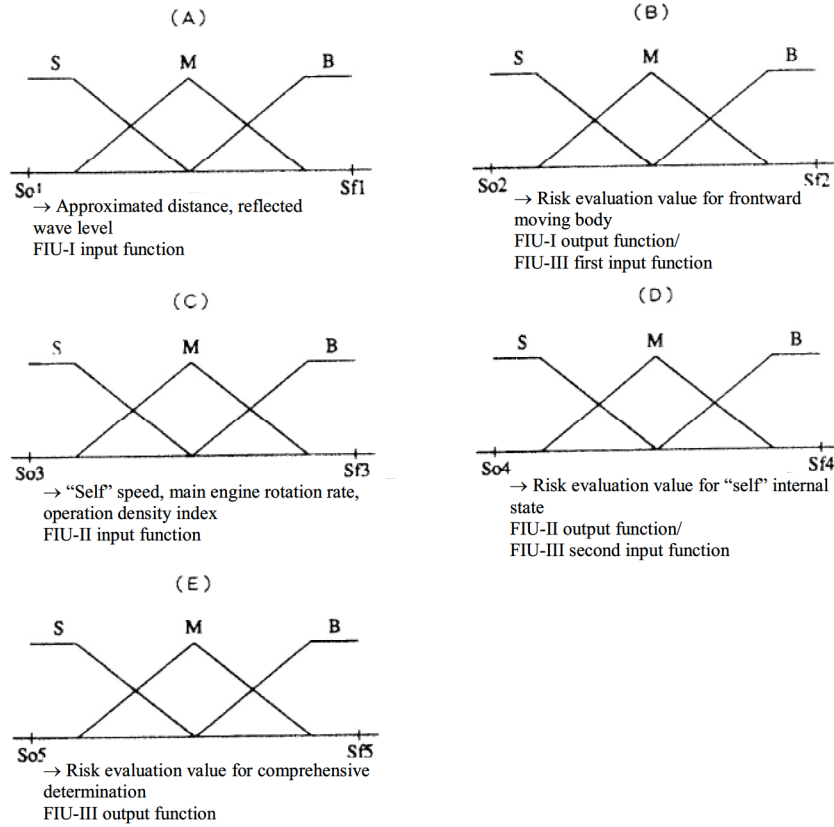 (A)
S M B
So1 Sf1
→ Approximated distance, reflected
wave level
FIU-I input function
(B)
S M B
So2 Sf2
→ Risk evaluation value for frontward
moving body
FIU-I output function/
FIU-III first input function
(C)
S M B
So3 Sf3
→ “Self” speed, main engine rotation rate,
operation density index
FIU-II input function
(D)
S M B
So4 Sf4
→ Risk evaluation value for “self” internal
state
FIU-II output function/
FIU-III second input function
(E)
S M B
So5 Sf5
→ Risk evaluation value for comprehensive
determination
FIU-III output function